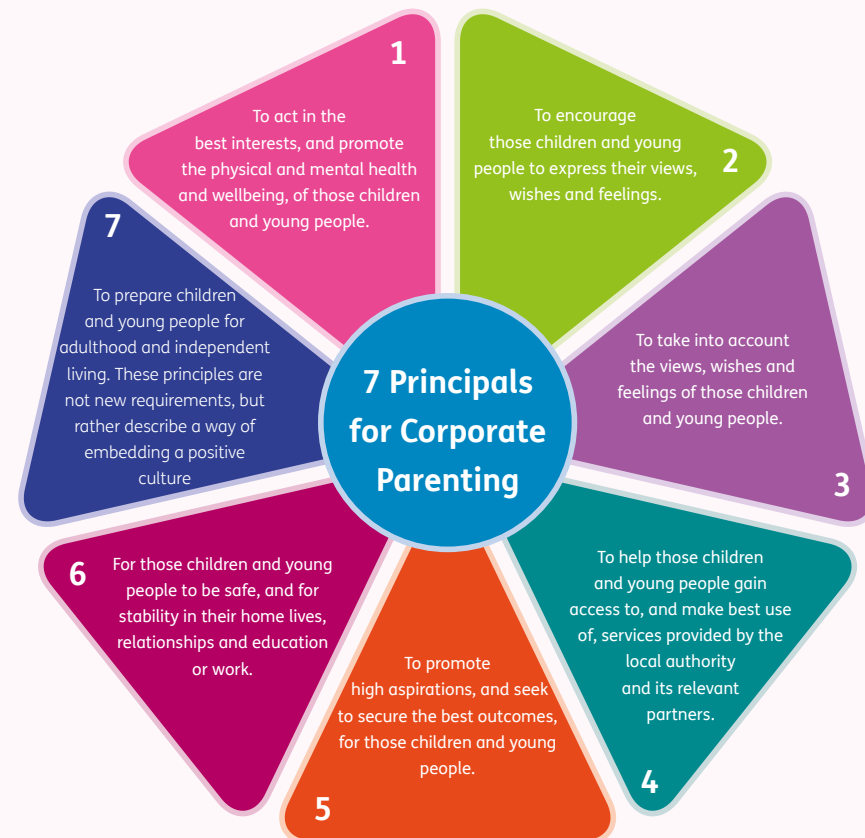 7 Principals
for Corporate
Parenting
1
To act in the
best interests, and promote
the physical and mental health
and wellbeing, of those children
and young people.
2
To encourage
those children and young
people to express their views,
wishes and feelings.
To take into account
the views, wishes and
feelings of those children
and young people.
3
To help those children
and young people gain
access to, and make best use
of, services provided by the
local authority
and its relevant
partners.
4
To promote
high aspirations, and seek
to secure the best outcomes,
for those children and young
people.
5
6
For those children and young
people to be safe, and for
stability in their home lives,
relationships and education
or work.
7
To prepare children
and young people for
adulthood and independent
living. These principles are
not new requirements, but
rather describe a way of
embedding a positive
culture